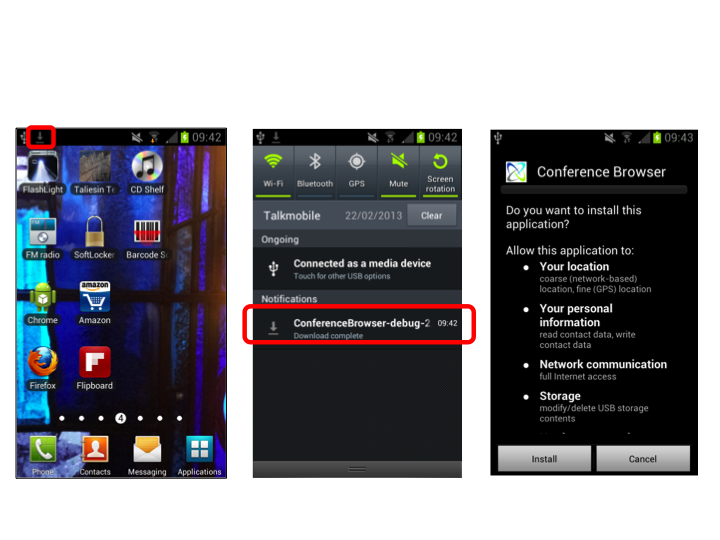 09:42
FlashLight
Taliesin Te
CD Shelf
FM radio
SoftLocker
Barcode S
Chrome
amazon
Amazon
Firefox
Flipboard
4
Phone
Contacts
Messaging
Applications
09:42
Wi-Fi
Bluetooth
GPS
Mute
Screen
rotation
Talkmobile 22/02/2013 Clear
Ongoing
Connected as a media device
Touch for other USB options
Notifications
ConferenceBrowser-debug-2 09:42
Download complete
09:43
Conference Browser
Do you want to install this
application?
Allow this application to:
Your location
coarse (network-based)
location, fine (GPS) location
Your personal
information
read contact data, write
contact data
Network communication
full Internet access
Storage
modify/delete USB storage
contents
Install
Cancel